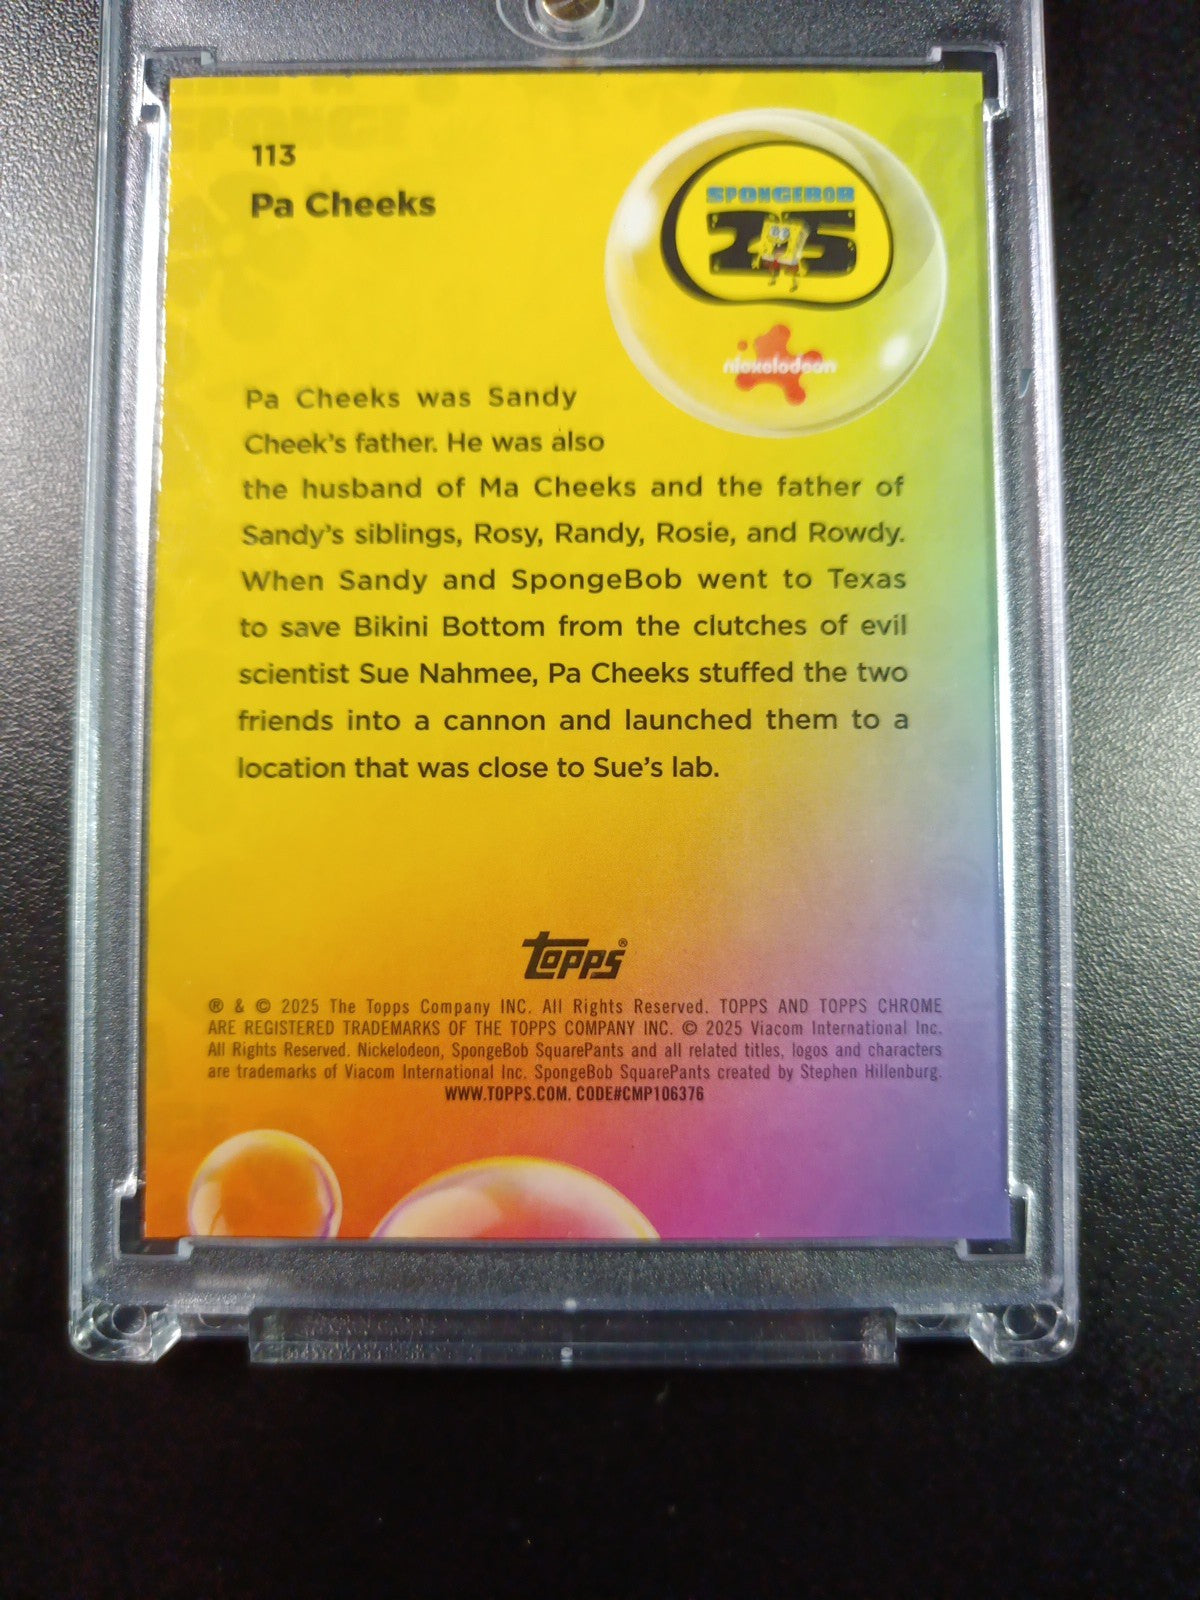 113
Pa Cheeks
SPONGEBOB
25
nickelodeon
Pa Cheeks was Sandy
Cheek's father. He was also
the husband of Ma Cheeks and the father of
Sandy's siblings, Rosy, Randy, Rosie, and Rowdy.
When Sandy and SpongeBob went to Texas
to save Bikini Bottom from the clutches of evil
scientist Sue Nahmee, Pa Cheeks stuffed the two
friends into a cannon and launched them to a
location that was close to Sue's lab.
topps®
® & © 2025 The Topps Company INC. All Rights Reserved. TOPPS AND TOPPS CHROME
ARE REGISTERED TRADEMARKS OF THE TOPPS COMPANY INC. © 2025 Viacom International Inc.
All Rights Reserved. Nickelodeon, SpongeBob SquarePants and all related titles, logos and characters
are trademarks of Viacom International Inc. SpongeBob SquarePants created by Stephen Hillenburg.
WWW.TOPPS.COM. CODE#CMP106376